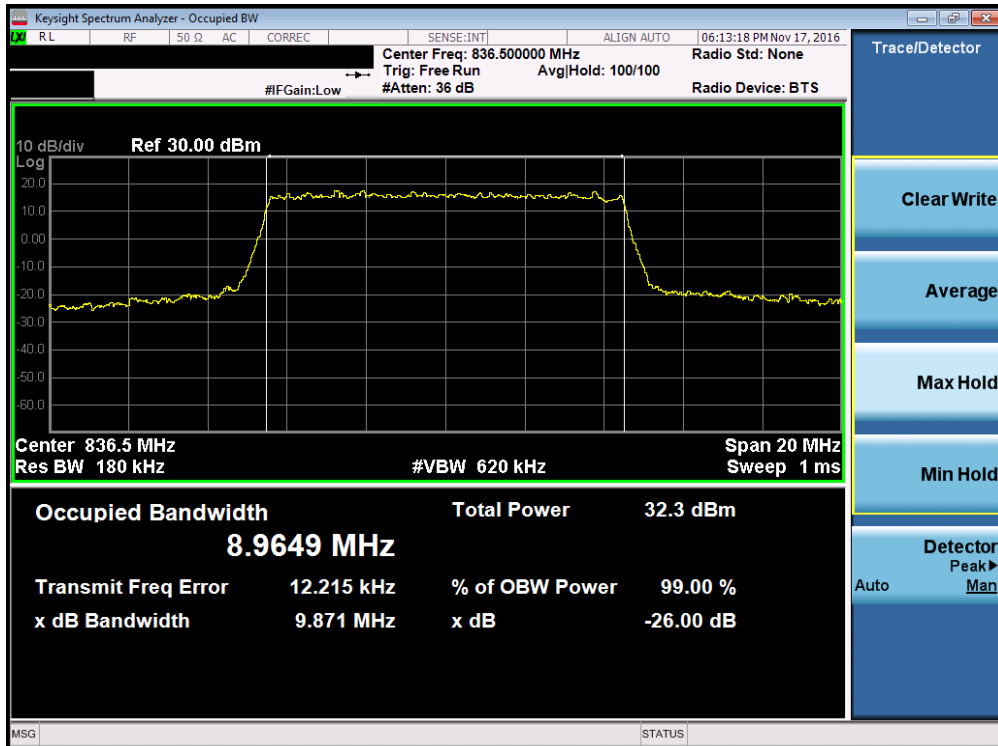 Keysight Spectrum Analyzer - Occupied BW
LXI RL RF 50 Ω AC CORREC SENSE:INT ALIGN AUTO 06:13:18 PM Nov 17, 2016
Center Freq: 836.500000 MHz Radio Std: None
Trig: Free Run Avg|Hold: 100/100
#IFGain:Low #Atten: 36 dB Radio Device: BTS
10 dB/div Ref 30.00 dBm
Log
20.0
10.0
0.00
-10.0
-20.0
-30.0
-40.0
-50.0
-60.0
Center 836.5 MHz Span 20 MHz
Res BW 180 kHz #VBW 620 kHz Sweep 1 ms
Occupied Bandwidth Total Power 32.3 dBm
8.9649 MHz
Transmit Freq Error 12.215 kHz % of OBW Power 99.00 %
x dB Bandwidth 9.871 MHz x dB -26.00 dB
MSG STATUS
Trace/Detector
Clear Write
Average
Max Hold
Min Hold
Detector
Peak▶
Auto Man